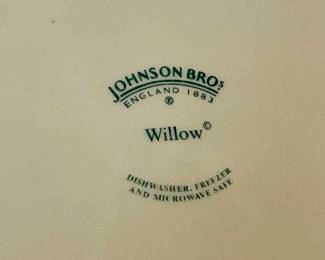 JOHNSON BROS
ENGLAND 1883
®
Willow©
DISHWASHER, FREEZER
AND MICROWAVE SAFE